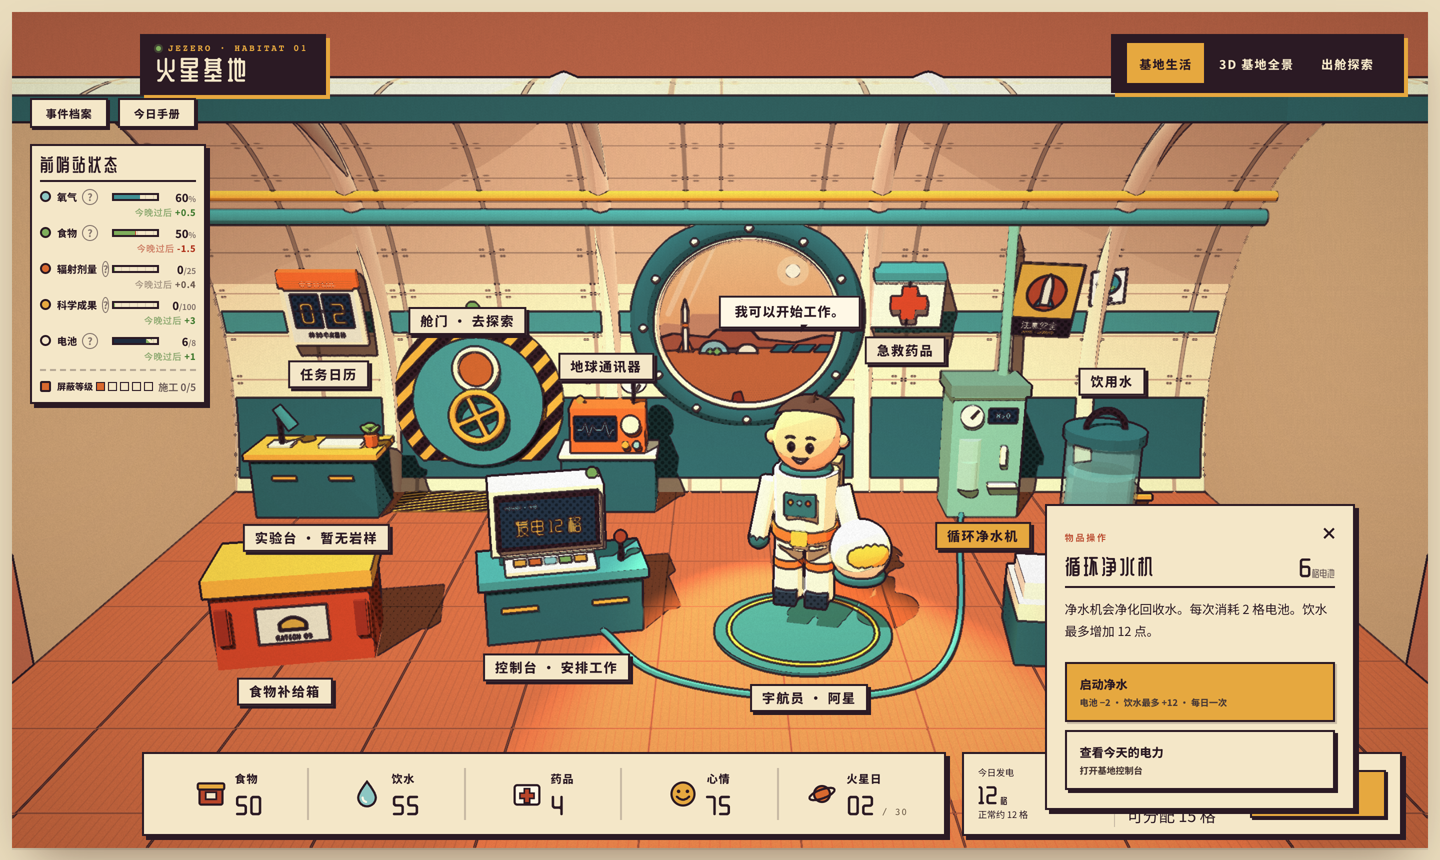 JEZERO · HABITAT 01
火星基地
基地生活
3D 基地全景
出舱探索
事件档案
今日手册
前哨站状态
氧气 ? 60%
今晚过后 +0.5
食物 ? 50%
今晚过后 -1.5
辐射剂量 ? 0/25
今晚过后 +0.4
科学成果 ? 0/100
今晚过后 +3
电池 ? 6/8
今晚过后 +1
屏蔽等级 施工 0/5
02
任务日历
舱门 · 去探索
地球通讯器
我可以开始工作。
急救药品
饮用水
H₂O
实验台 · 暂无岩样
发电12格
循环净水机
食物补给箱
控制台 · 安排工作
宇航员 · 阿星
物品操作
循环净水机
6格电池
净水机会净化回收水。每次消耗 2 格电池。饮水
最多增加 12 点。
启动净水
电池 −2 · 饮水最多 +12 · 每日一次
查看今天的电力
打开基地控制台
食物
50
饮水
55
药品
4
心情
75
火星日
02 / 30
今日发电
12格
正常约 12 格
可分配 15 格